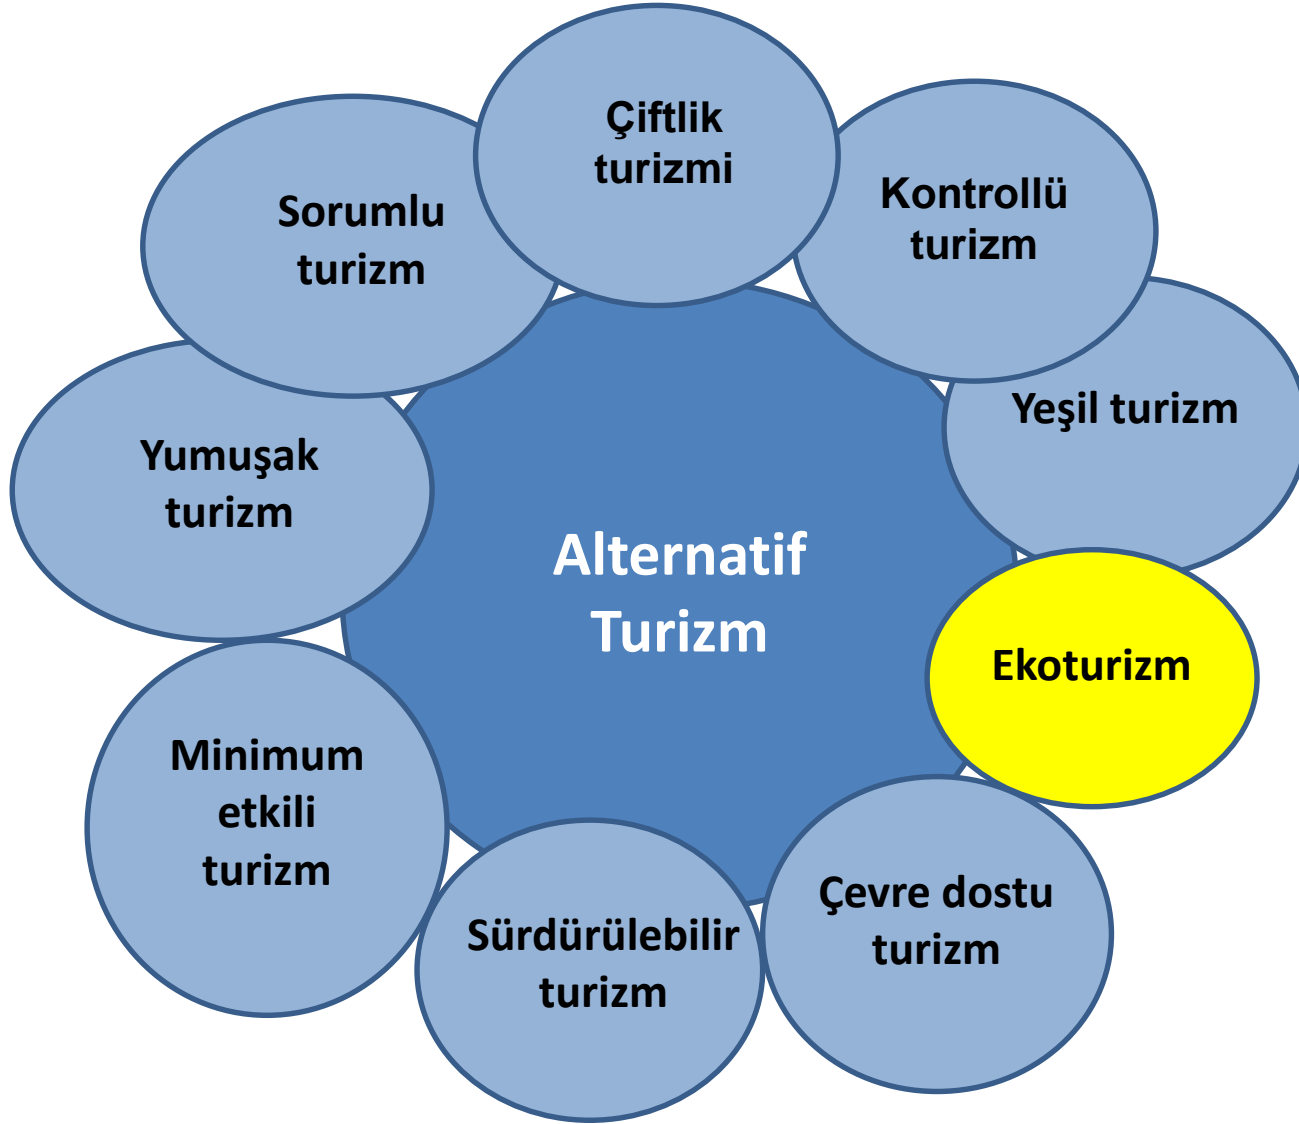 Çiftlik
turizmi
Kontrollü
turizm
Sorumlu
turizm
Yeşil turizm
Yumuşak
turizm
Alternatif
Turizm
Ekoturizm
Minimum
etkili
turizm
Çevre dostu
turizm
Sürdürülebilir
turizm